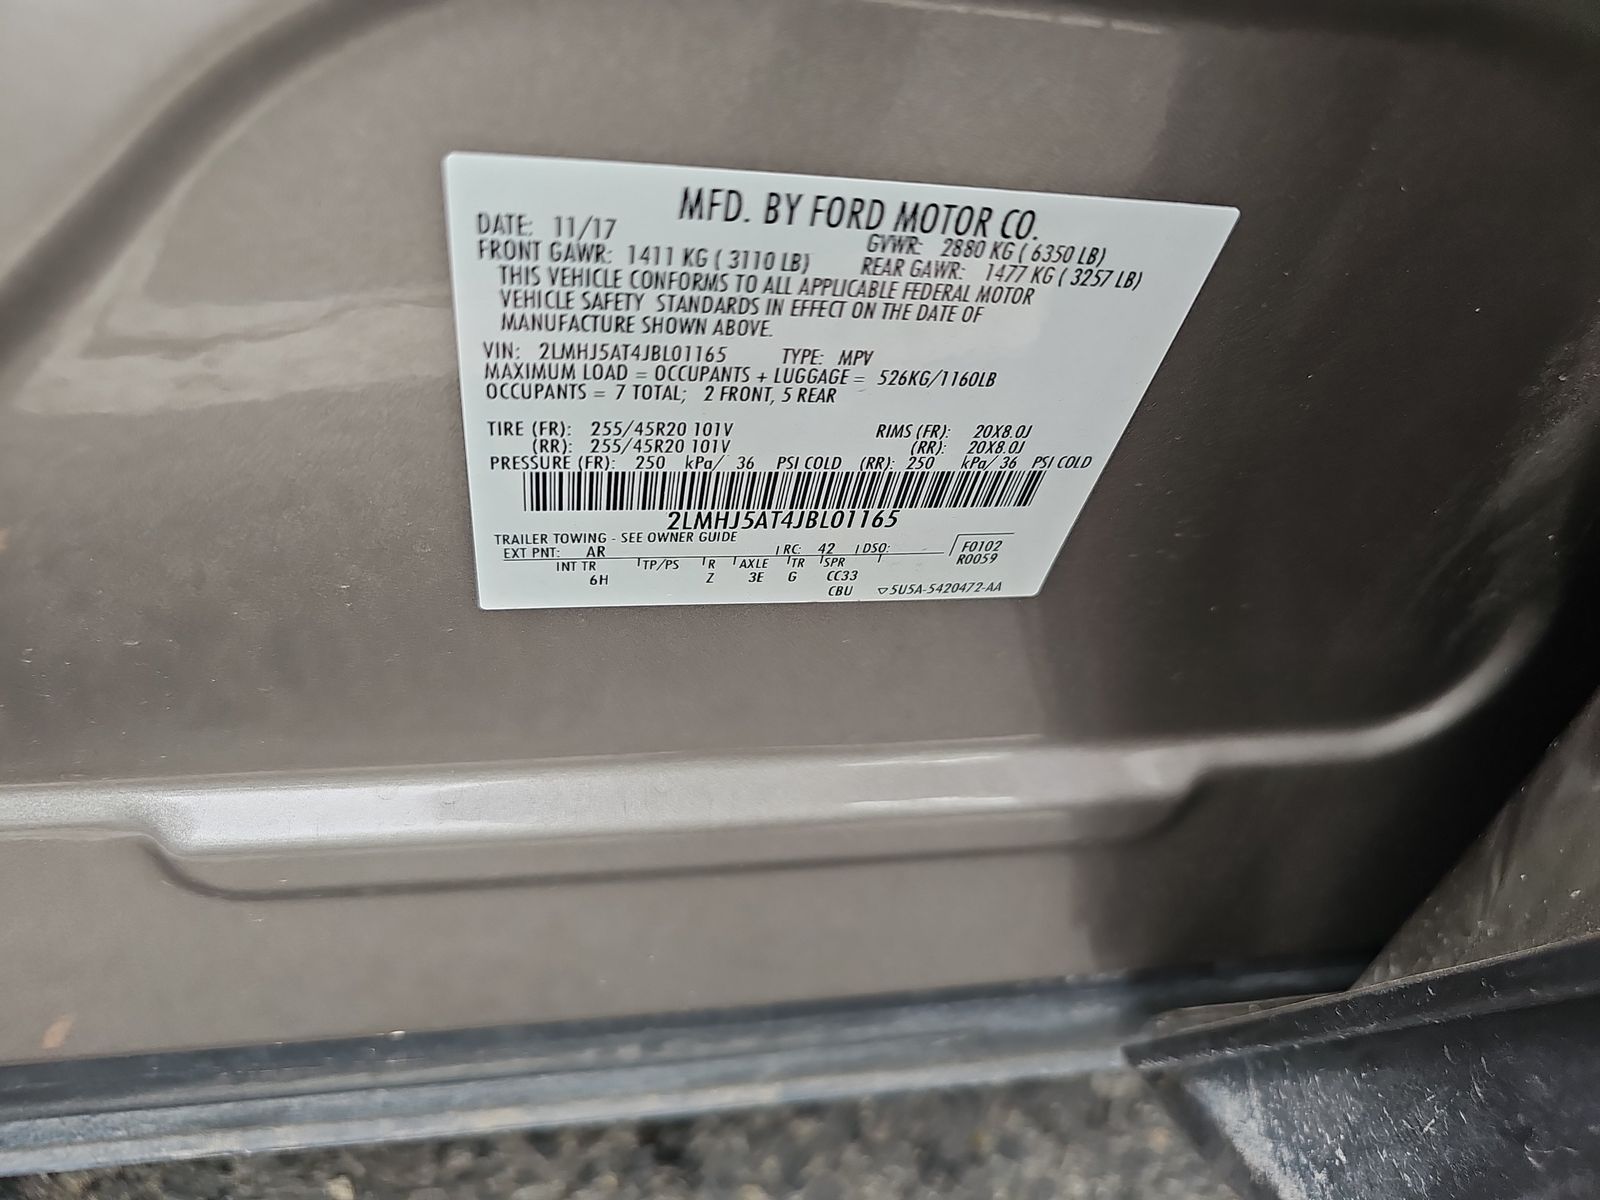 MFD. BY FORD MOTOR CO.
DATE: 11/17 GVWR: 2880 KG ( 6350 LB)
FRONT GAWR: 1411 KG ( 3110 LB) REAR GAWR: 1477 KG ( 3257 LB)
THIS VEHICLE CONFORMS TO ALL APPLICABLE FEDERAL MOTOR
VEHICLE SAFETY STANDARDS IN EFFECT ON THE DATE OF
MANUFACTURE SHOWN ABOVE.
VIN: 2LMHJ5AT4JBL01165 TYPE: MPV
MAXIMUM LOAD = OCCUPANTS + LUGGAGE = 526KG/1160LB
OCCUPANTS = 7 TOTAL; 2 FRONT, 5 REAR
TIRE (FR): 255/45R20 101V RIMS (FR): 20X8.0J
(RR): 255/45R20 101V (RR): 20X8.0J
PRESSURE (FR): 250 kPa/ 36 PSI COLD (RR): 250 kPa/ 36 PSI COLD
2LMHJ5AT4JBL01165
TRAILER TOWING - SEE OWNER GUIDE
EXT PNT: AR RC: 42 DSO: F0102
R0059
INT TR TP/PS R AXLE TR SPR
6H Z 3E G CC33
CBU ▽5U5A-5420472-AA